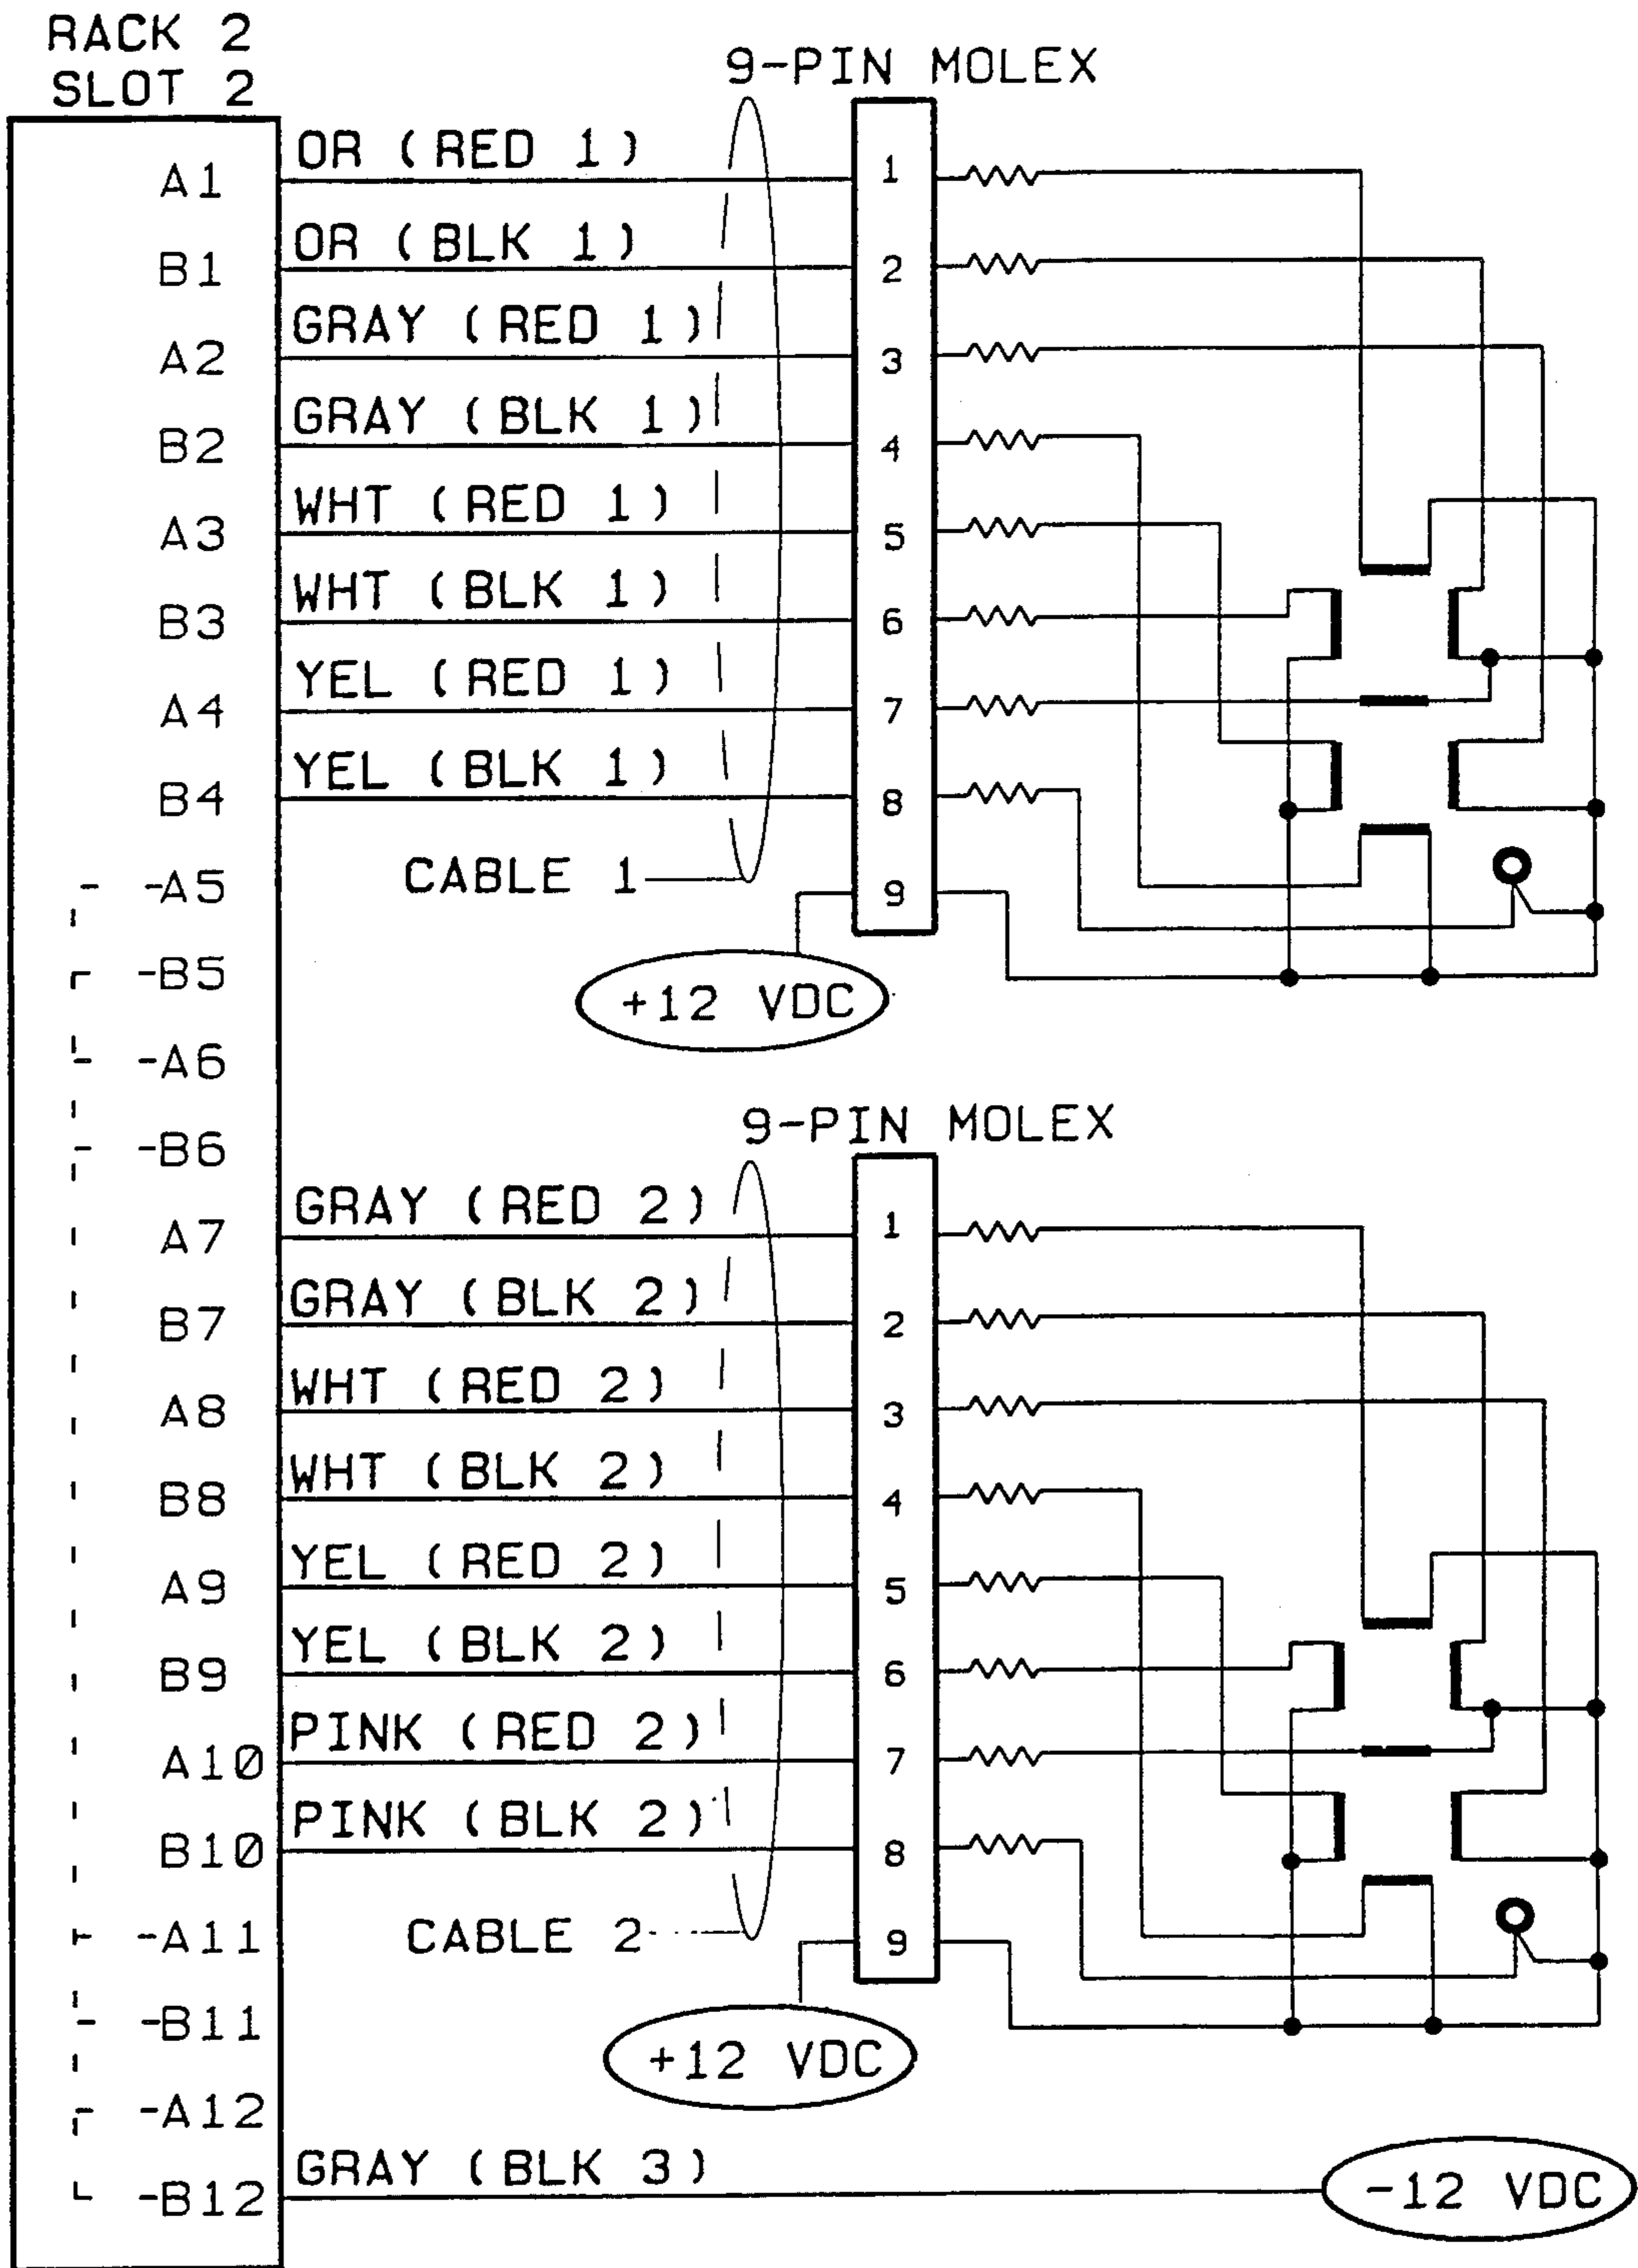 RACK 2
SLOT 2
9-PIN MOLEX
A1 OR (RED 1) 1
B1 OR (BLK 1) 2
A2 GRAY (RED 1) 3
B2 GRAY (BLK 1) 4
A3 WHT (RED 1) 5
B3 WHT (BLK 1) 6
A4 YEL (RED 1) 7
B4 YEL (BLK 1) 8
A5 CABLE 1 9
B5 +12 VDC
A6
B6 9-PIN MOLEX
A7 GRAY (RED 2) 1
B7 GRAY (BLK 2) 2
A8 WHT (RED 2) 3
B8 WHT (BLK 2) 4
A9 YEL (RED 2) 5
B9 YEL (BLK 2) 6
A10 PINK (RED 2) 7
B10 PINK (BLK 2) 8
A11 CABLE 2 9
B11 +12 VDC
A12
B12 GRAY (BLK 3) -12 VDC